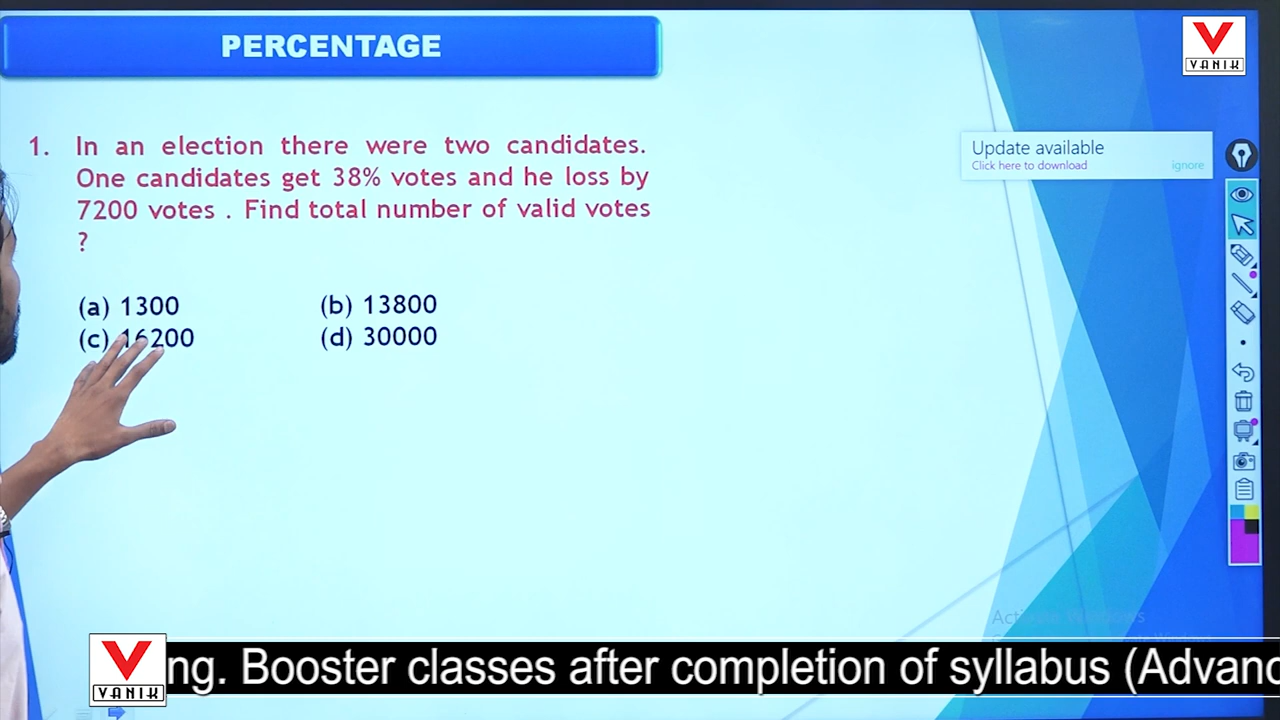 PERCENTAGE
VANIK
1. In an election there were two candidates.
One candidates get 38% votes and he loss by
7200 votes . Find total number of valid votes
?
Update available
Click here to download
ignore
(a) 1300 (b) 13800
(c) 16200 (d) 30000
Activate Windows
ng. Booster classes after completion of syllabus (Advanc
VANIK